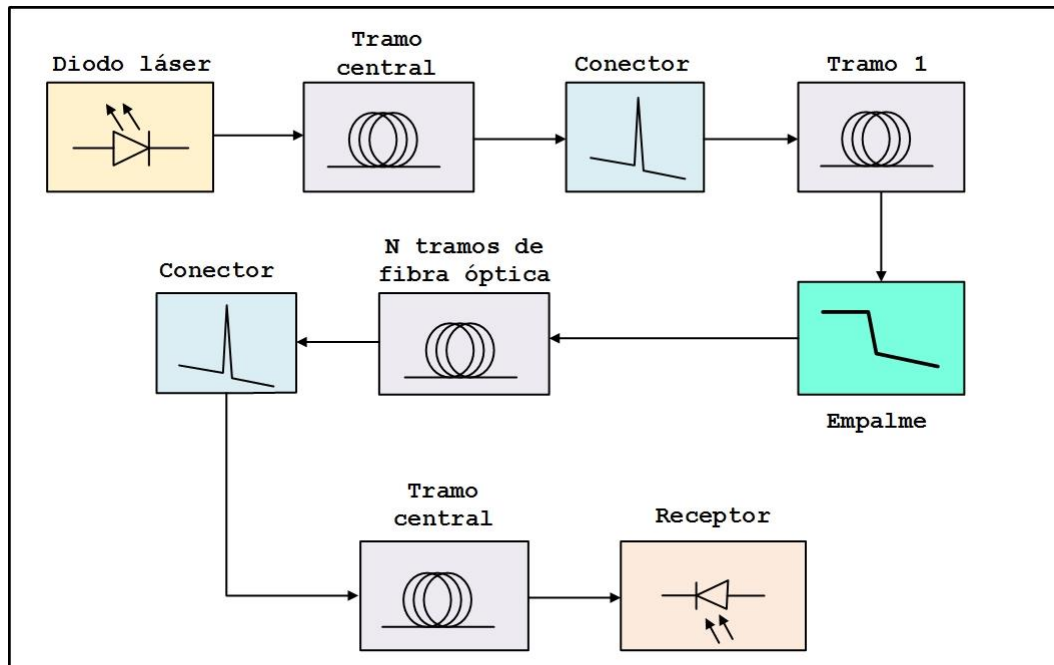 Diodo láser
Tramo
central
Conector
Tramo 1
Conector
N tramos de
fibra óptica
Empalme
Tramo
central
Receptor